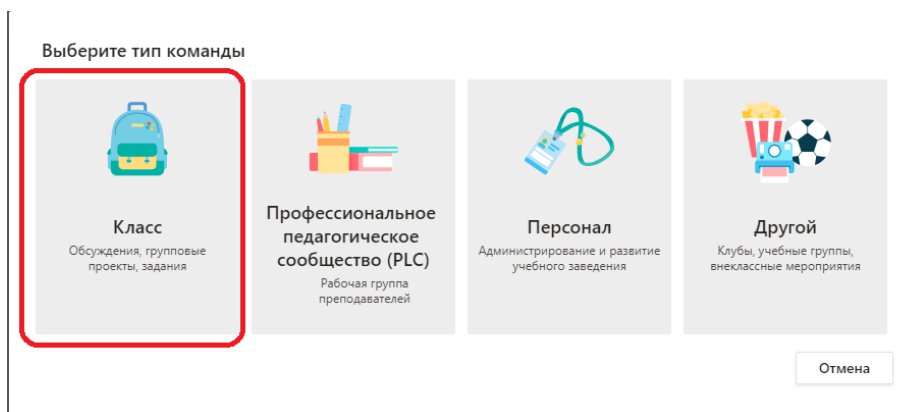 Выберите тип команды
Класс
Обсуждения, групповые
проекты, задания
Профессиональное
педагогическое
сообщество (PLC)
Рабочая группа
преподавателей
Персонал
Администрирование и развитие
учебного заведения
Другой
Клубы, учебные группы,
внеклассные мероприятия
Отмена